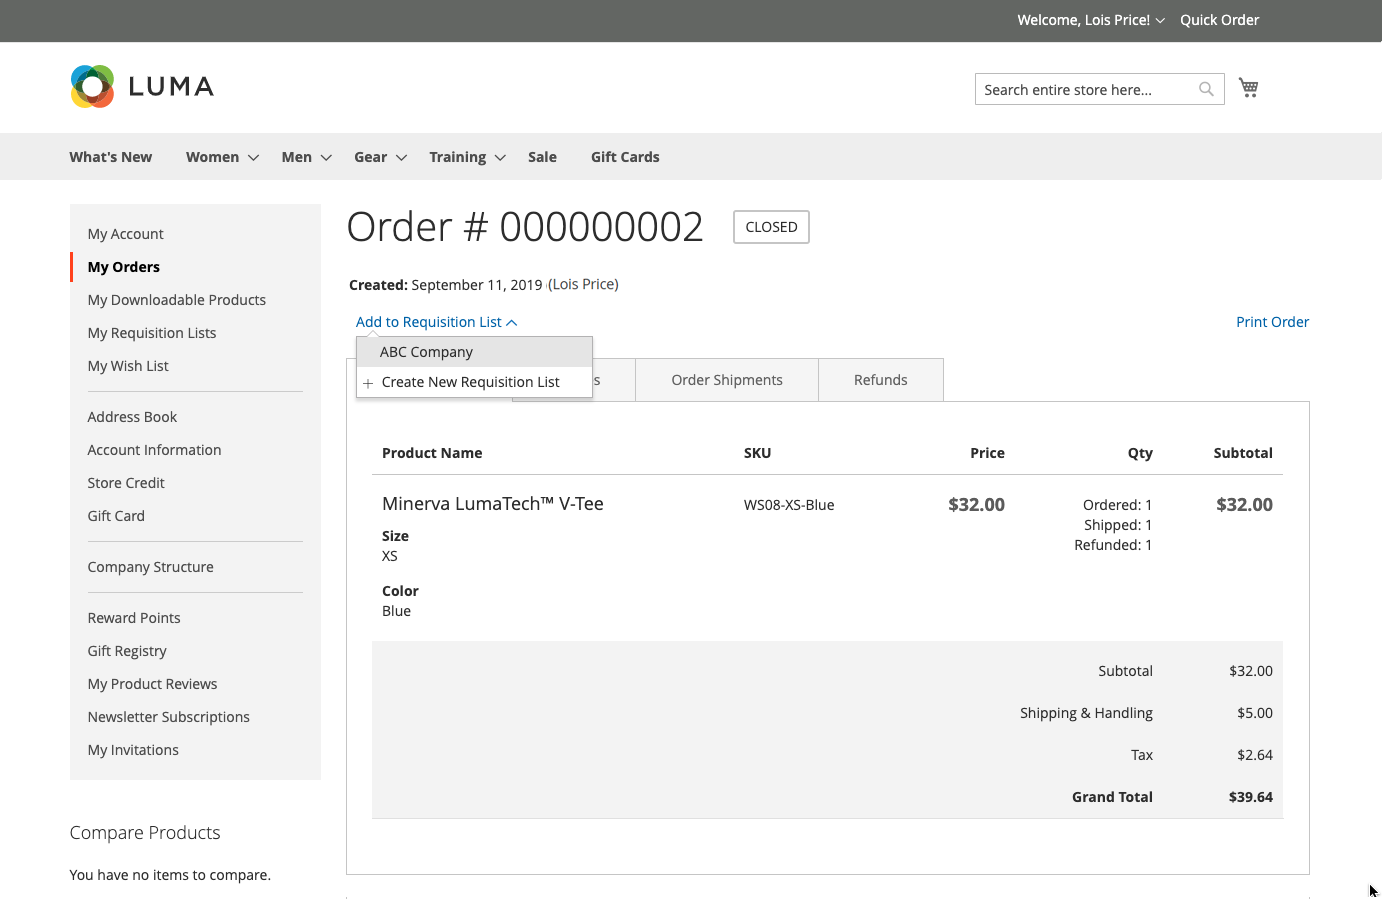 Welcome, Lois Price! Quick Order
LUMA
Search entire store here...
What's New Women Men Gear Training Sale Gift Cards
My Account
My Orders
My Downloadable Products
My Requisition Lists
My Wish List
Address Book
Account Information
Store Credit
Gift Card
Company Structure
Reward Points
Gift Registry
My Product Reviews
Newsletter Subscriptions
My Invitations
Compare Products
You have no items to compare.
Order # 000000002 CLOSED
Created: September 11, 2019 (Lois Price)
Add to Requisition List Print Order
ABC Company
+ Create New Requisition List
s Order Shipments Refunds
Product Name SKU Price Qty Subtotal
Minerva LumaTech™ V-Tee WS08-XS-Blue $32.00 Ordered: 1 $32.00
Shipped: 1
Refunded: 1
Size
XS
Color
Blue
Subtotal $32.00
Shipping & Handling $5.00
Tax $2.64
Grand Total $39.64